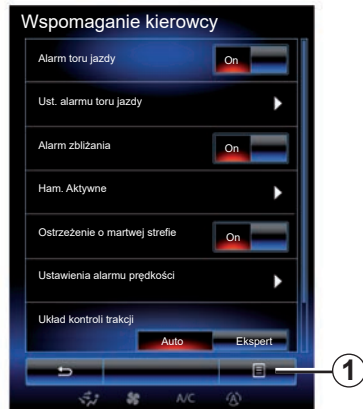 Wspomaganie kierowcy
Alarm toru jazdy On
Ust. alarmu toru jazdy
Alarm zbliżania On
Ham. Aktywne
Ostrzeżenie o martwej strefie On
Ustawienia alarmu prędkości
Układ kontroli trakcji
Auto Ekspert
1
A/C (A)